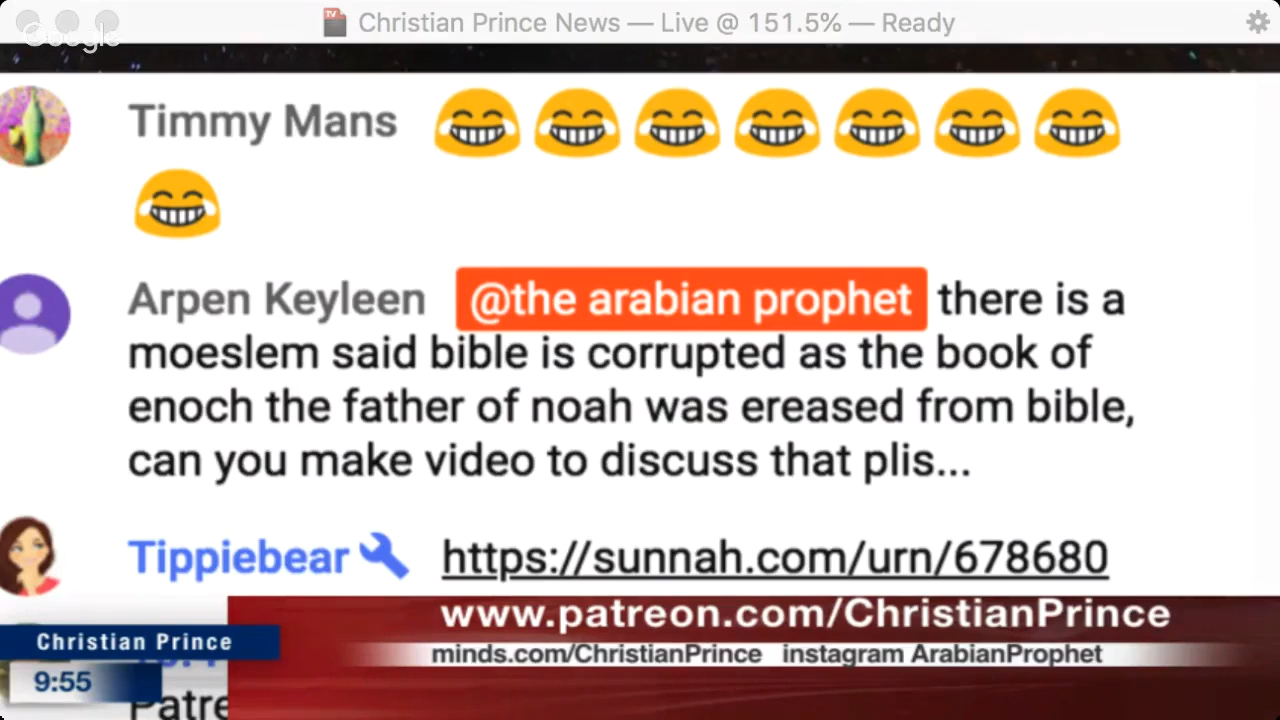 Christian Prince News — Live @ 151.5% — Ready
Google
Timmy Mans 😂😂😂😂😂😂😂
😂
Arpen Keyleen @the arabian prophet there is a
moeslem said bible is corrupted as the book of
enoch the father of noah was ereased from bible,
can you make video to discuss that plis...
Tippiebear https://sunnah.com/urn/678680
www.patreon.com/ChristianPrince
Christian Prince
minds.com/ChristianPrince instagram ArabianProphet
9:55
Patre